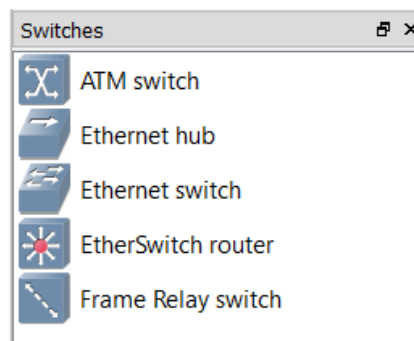 Switches
ATM switch
Ethernet hub
Ethernet switch
EtherSwitch router
Frame Relay switch